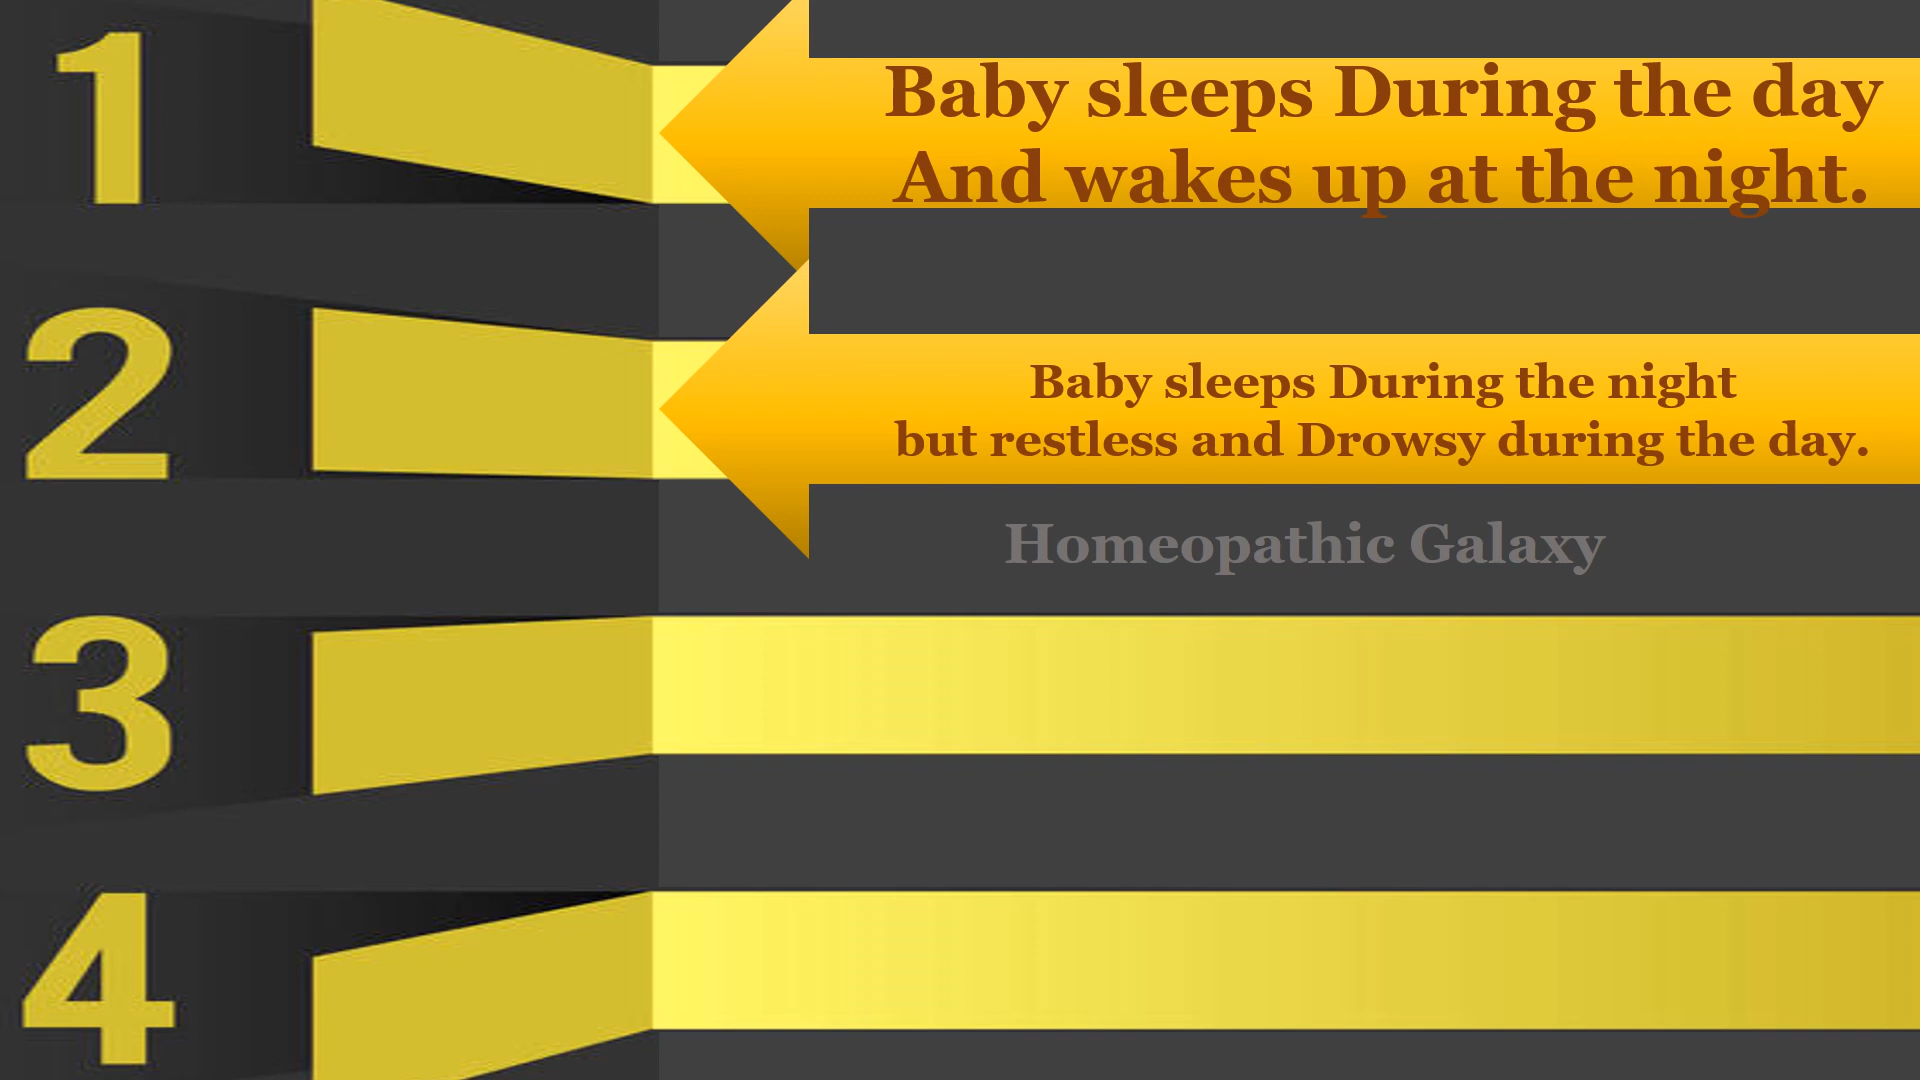 1
Baby sleeps During the day
And wakes up at the night.
2
Baby sleeps During the night
but restless and Drowsy during the day.
Homeopathic Galaxy
3
4